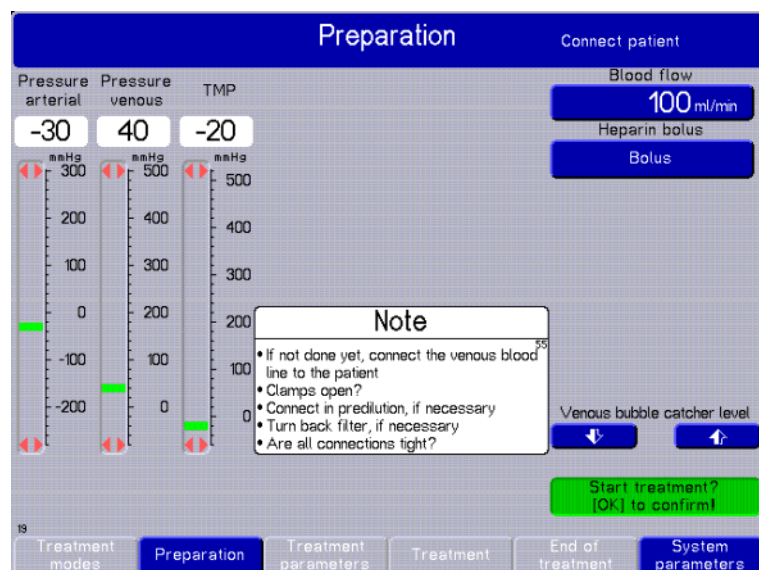 Preparation
Connect patient
Pressure arterial
Pressure venous
TMP
Blood flow
-30
40
-20
100 ml/min
Heparin bolus
Bolus
mmHg
mmHg
mmHg
300
200
100
0
-100
-200
500
400
300
200
100
0
500
400
300
200
100
0
Note
55
• If not done yet, connect the venous blood
line to the patient
• Clamps open?
• Connect in predilution, if necessary
• Turn back filter, if necessary
• Are all connections tight?
Venous bubble catcher level
Start treatment?
[OK] to confirm!
19
Treatment
modes
Preparation
Treatment
parameters
Treatment
End of
treatment
System
parameters